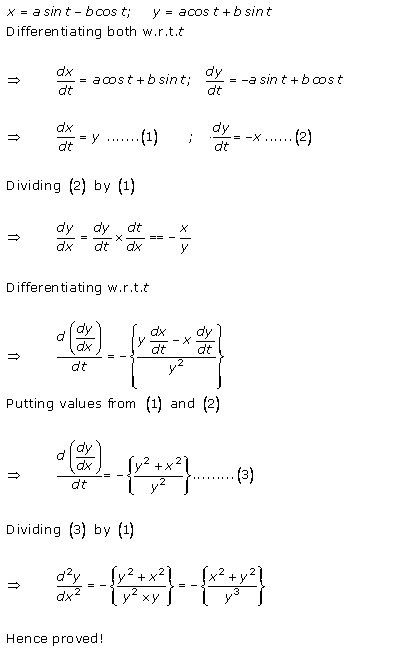 x = a sin t − b cos t;   y = a cos t + b sin t
Differentiating both w.r.t.t
⇒ dx/dt = a cos t + b sin t; dy/dt = −a sin t + b cos t
⇒ dx/dt = y .......(1) ; dy/dt = −x ...... (2)
Dividing (2) by (1)
⇒ dy/dx = dy/dt × dt/dx == − x/y
Differentiating w.r.t.t
⇒ d(dy/dx)/dt = −{(y dx/dt − x dy/dt)/y²}
Putting values from (1) and (2)
⇒ d(dy/dx)/dt = −{(y² + x²)/y²}.........(3)
Dividing (3) by (1)
⇒ d²y/dx² = −{(y² + x²)/(y² × y)} = −{(x² + y²)/y³}
Hence proved!